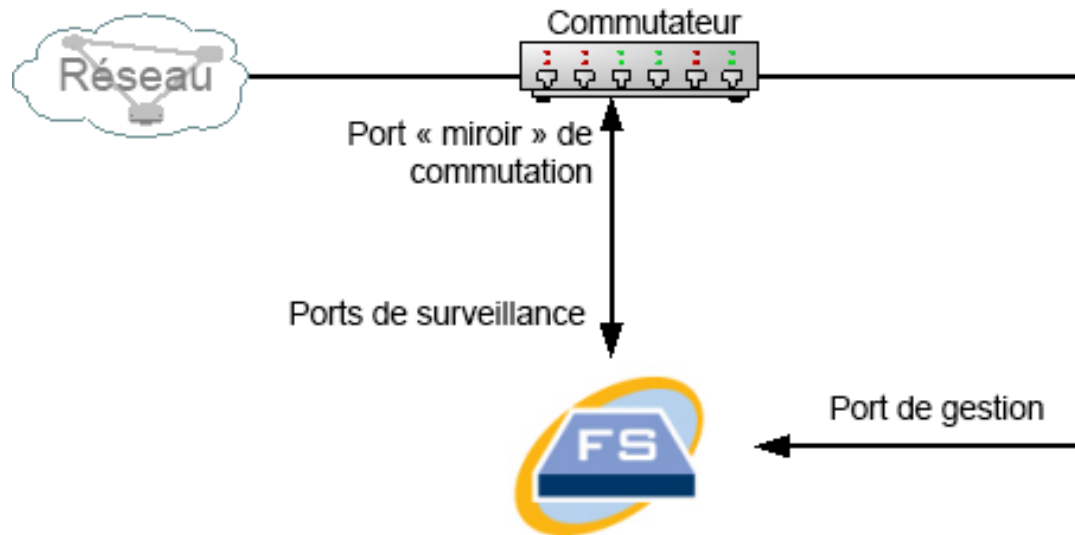 Commutateur
Réseau
Port « miroir » de
commutation
Ports de surveillance
Port de gestion
FS